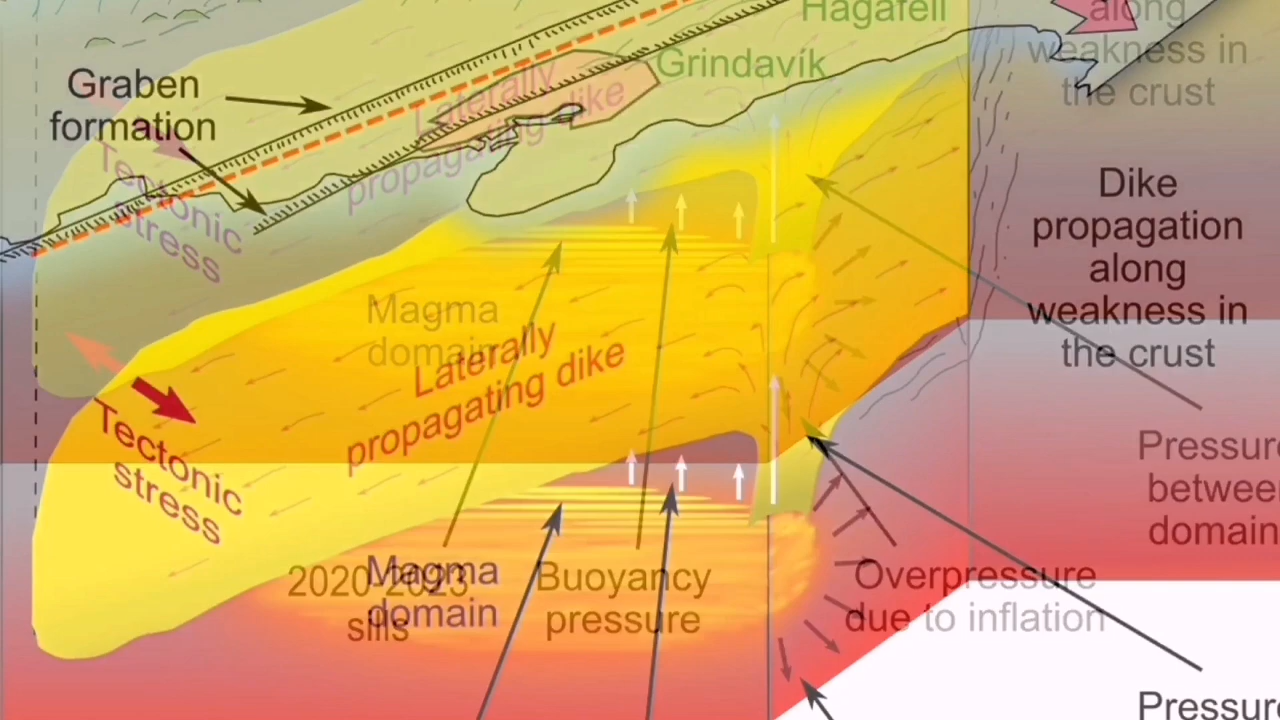 Hagafell
Grindavík
Graben
formation
Laterally
propagating dike
Tectonic
stress
along
weakness in
the crust
Dike
propagation
along
weakness in
the crust
Magma
domain
Laterally
propagating dike
Tectonic
stress
Pressure
between
domain
2020-2023
sills
Magma
domain
Buoyancy
pressure
Overpressure
due to inflation
Pressure